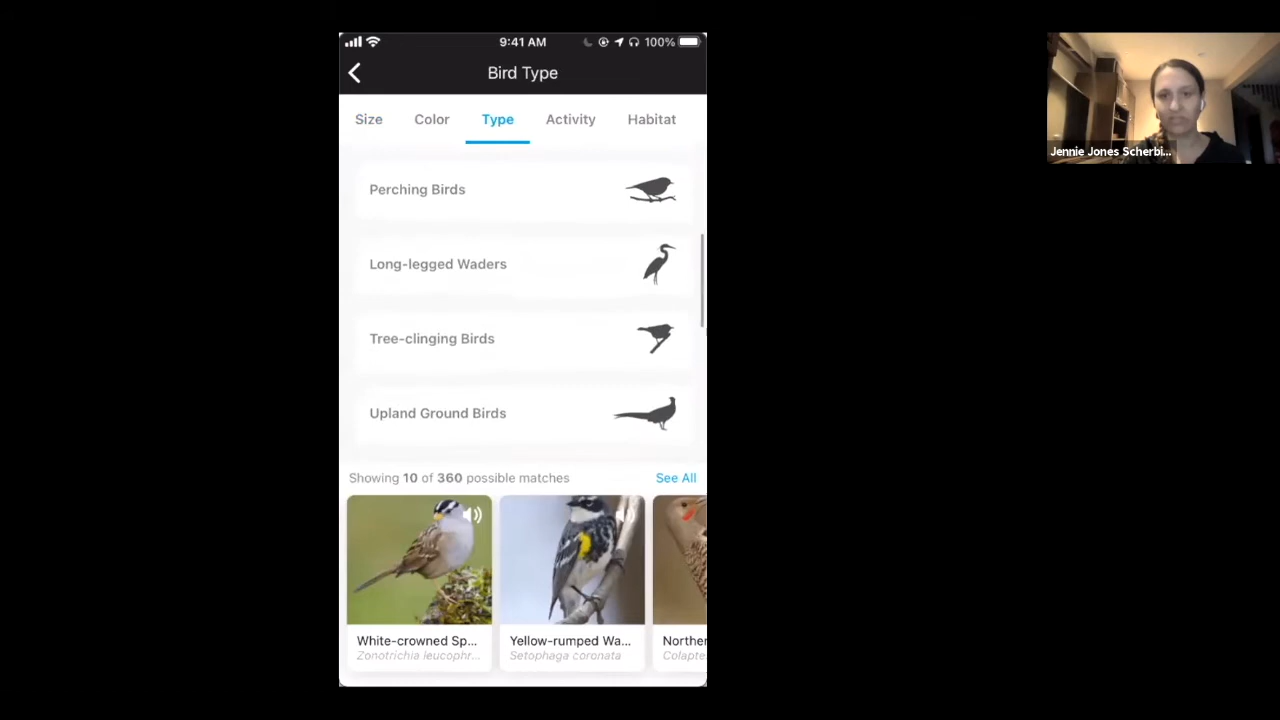 9:41 AM
100%
Bird Type
Size
Color
Type
Activity
Habitat
Perching Birds
Long-legged Waders
Tree-clinging Birds
Upland Ground Birds
Showing 10 of 360 possible matches
See All
White-crowned Sp...
Yellow-rumped Wa...
Norther
Zonotrichia leucophr...
Setophaga coronata
Colapte
Jennie Jones Scherbi...